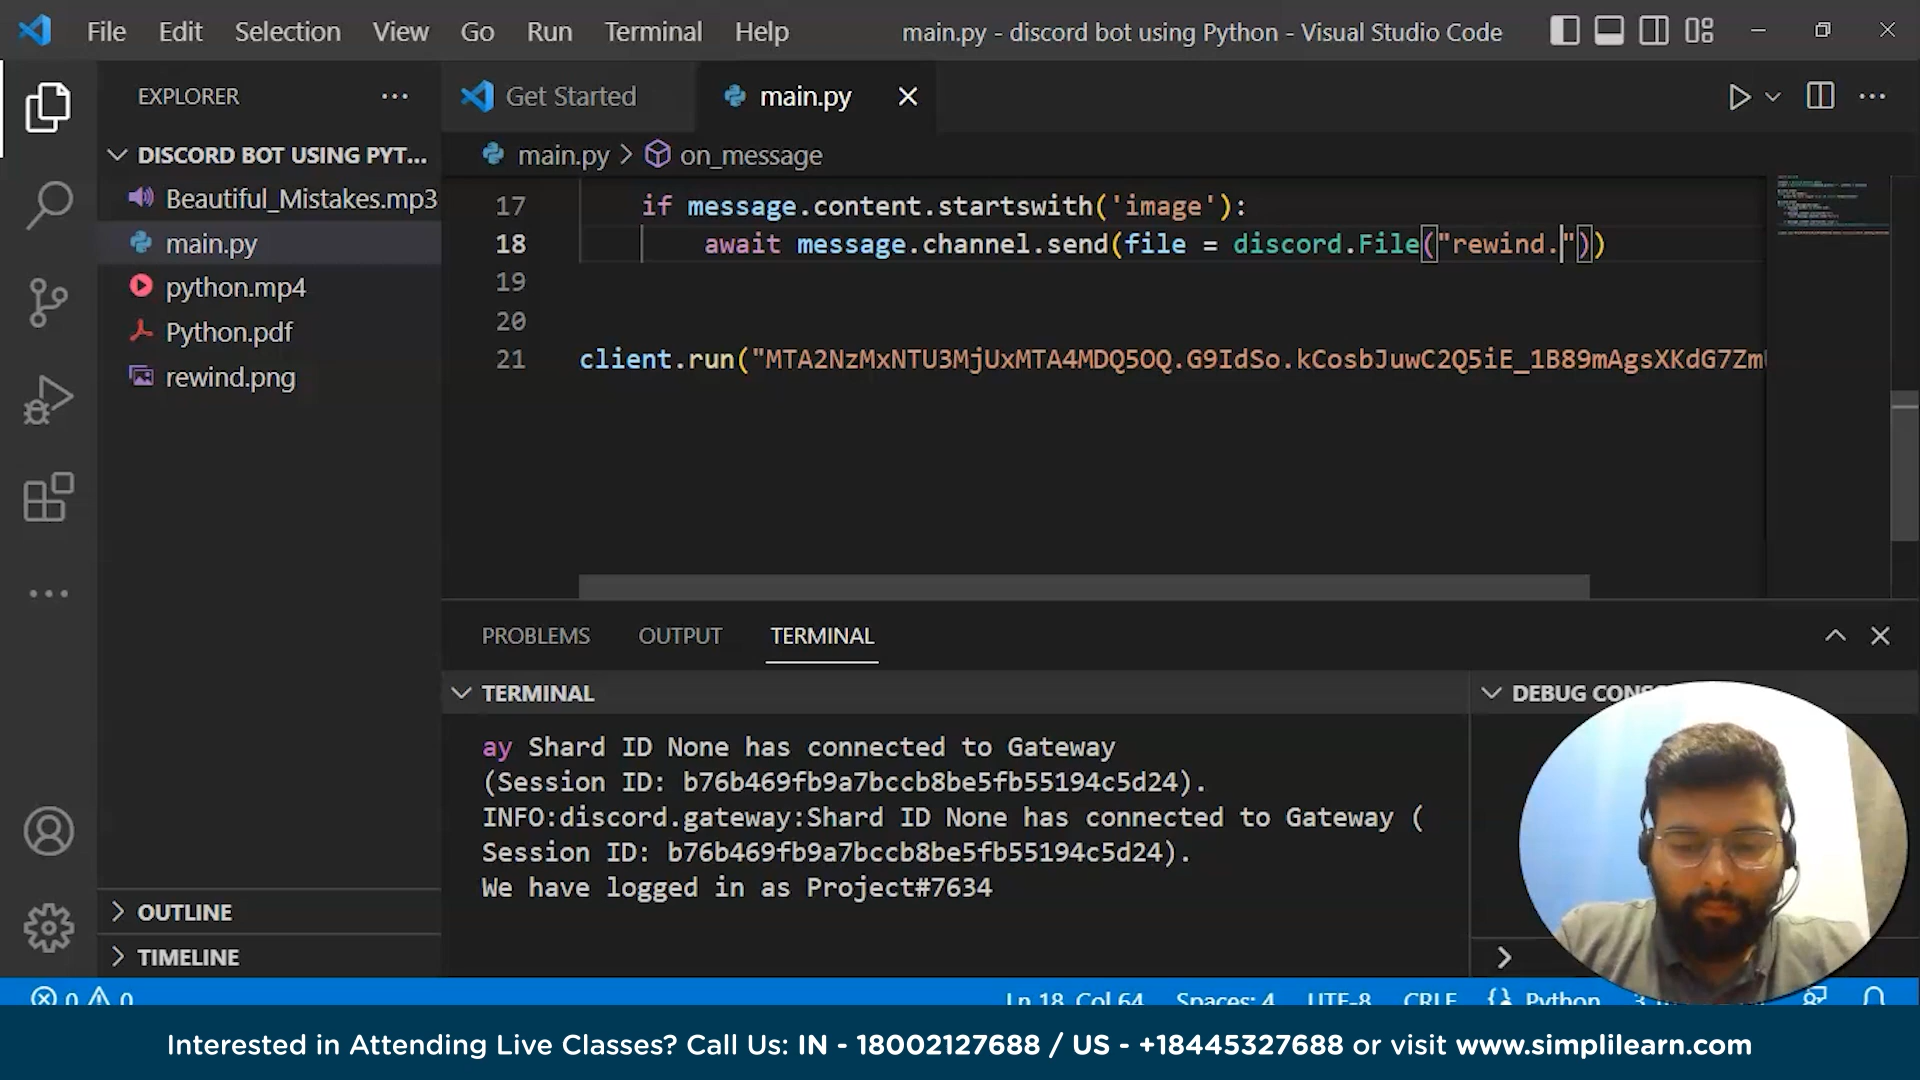 File Edit Selection View Go Run Terminal Help main.py - discord bot using Python - Visual Studio Code
EXPLORER
Get Started main.py
DISCORD BOT USING PYT...
main.py > on_message
Beautiful_Mistakes.mp3
main.py
python.mp4
Python.pdf
rewind.png
17 if message.content.startswith('image'):
18 await message.channel.send(file = discord.File("rewind."))
19
20
21 client.run("MTA2NzMxNTU3MjUxMTA4MDQ5OQ.G9IdSo.kCosbJuwC2Q5iE_1B89mAgsXKdG7Zm
PROBLEMS OUTPUT TERMINAL
TERMINAL
DEBUG
ay Shard ID None has connected to Gateway
(Session ID: b76b469fb9a7bccb8be5fb55194c5d24).
INFO:discord.gateway:Shard ID None has connected to Gateway (
Session ID: b76b469fb9a7bccb8be5fb55194c5d24).
We have logged in as Project#7634
OUTLINE
TIMELINE
0 0 Ln 18, Col 64 Spaces: 4 UTF-8 CRLF Python
Interested in Attending Live Classes? Call Us: IN - 18002127688 / US - +18445327688 or visit www.simplilearn.com